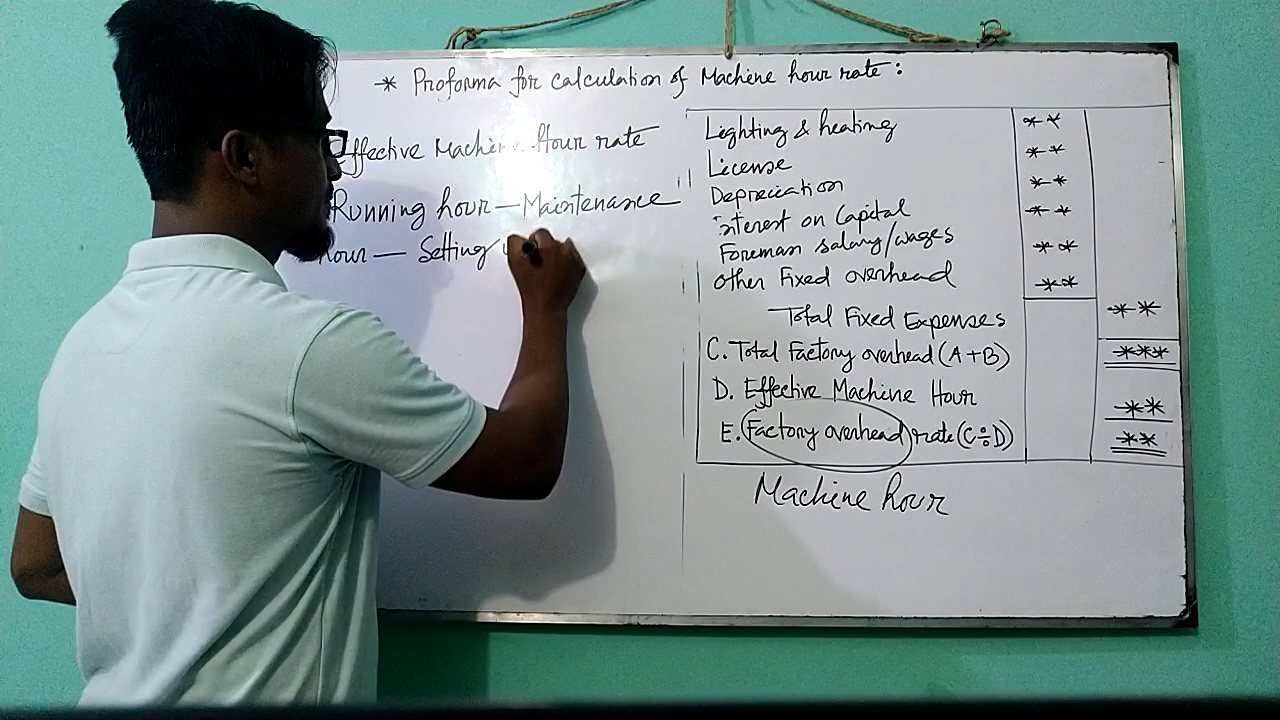 * Proforma for calculation of Machine hour rate:
Effective Machine Hour rate
Running hour — Maintenance
hour — Setting
Lighting & heating **
License **
Depreciation **
interest on Capital **
Foreman salary/wages **
Other Fixed overhead **
Total Fixed Expenses **
C. Total Factory overhead (A+B) ***
D. Effective Machine Hour **
E. Factory overhead rate (C÷D) **
Machine hour